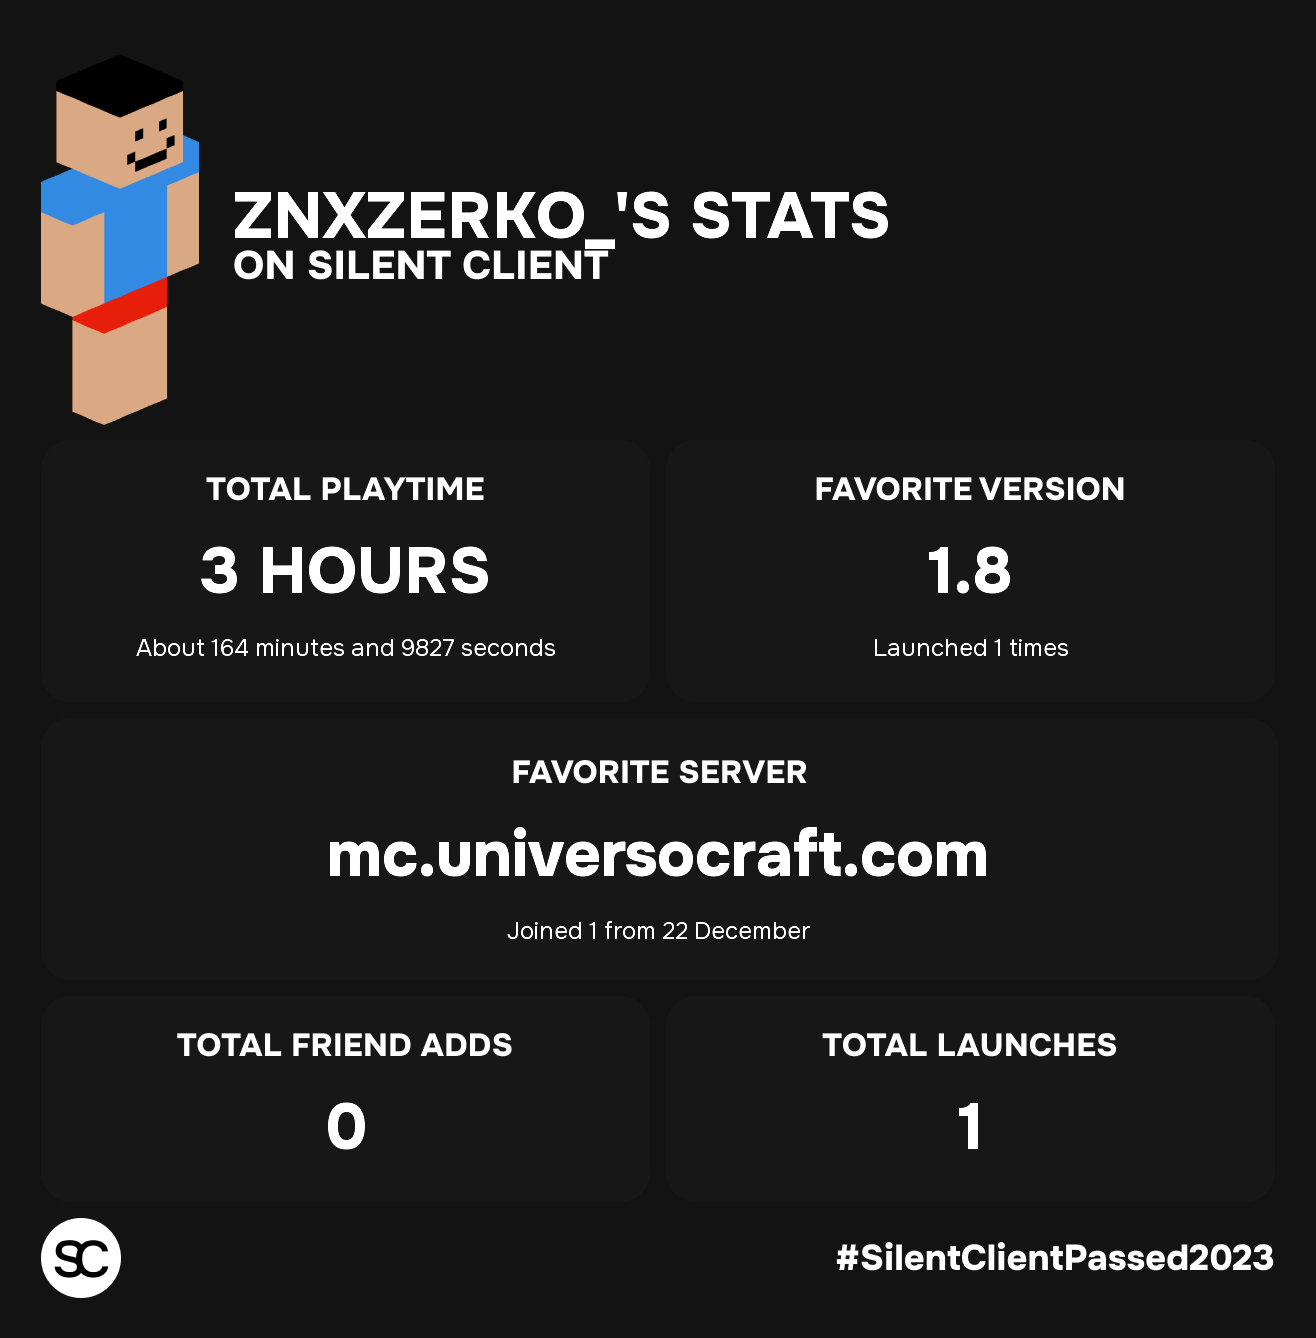 ZNXZERKO_'S STATS
ON SILENT CLIENT
TOTAL PLAYTIME
3 HOURS
About 164 minutes and 9827 seconds
FAVORITE VERSION
1.8
Launched 1 times
FAVORITE SERVER
mc.universocraft.com
Joined 1 from 22 December
TOTAL FRIEND ADDS
0
TOTAL LAUNCHES
1
SC
#SilentClientPassed2023